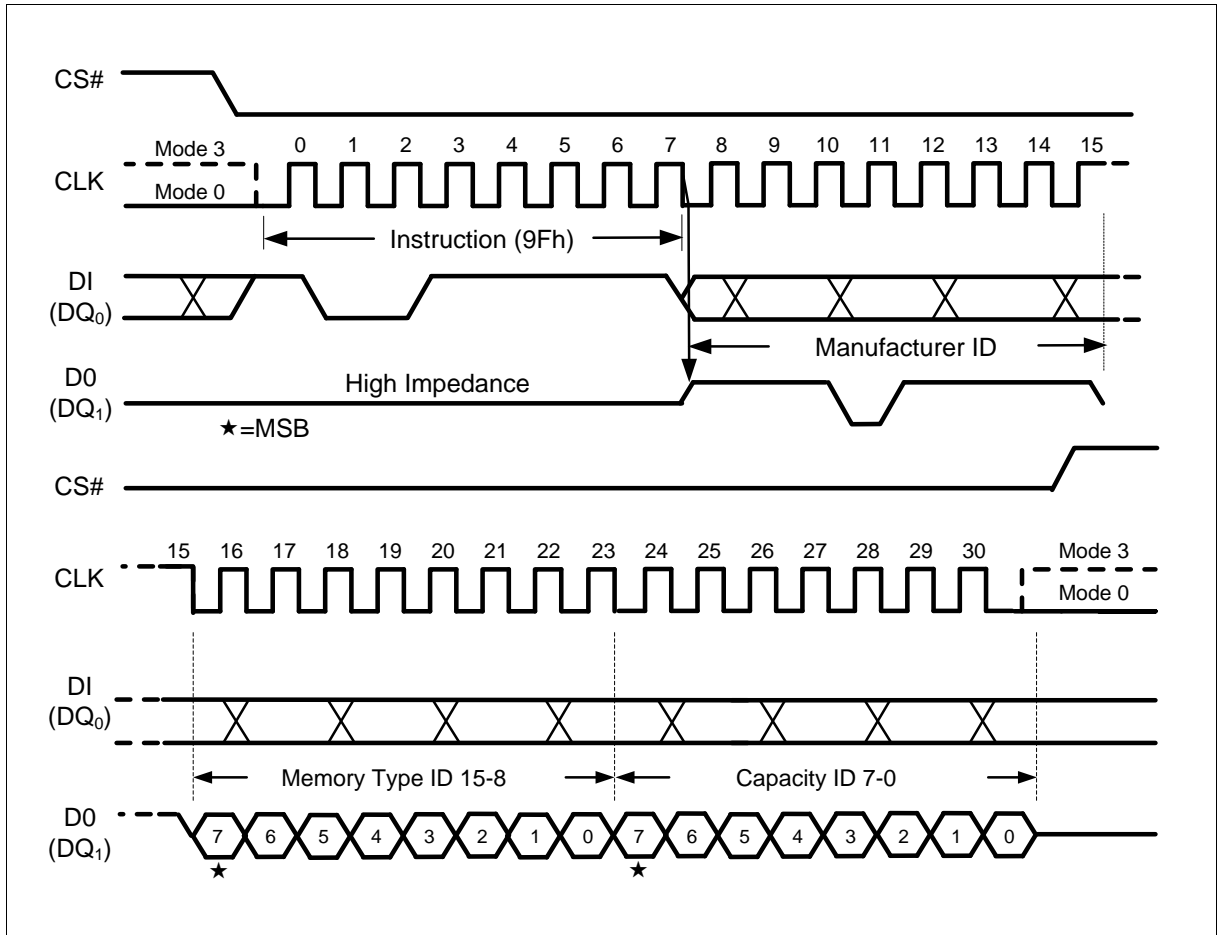 CS#
Mode 3
0 1 2 3 4 5 6 7 8 9 10 11 12 13 14 15
CLK
Mode 0
Instruction (9Fh)
DI
(DQ0)
Manufacturer ID
D0
(DQ1)
High Impedance
★=MSB
CS#
15 16 17 18 19 20 21 22 23 24 25 26 27 28 29 30
Mode 3
CLK
Mode 0
DI
(DQ0)
Memory Type ID 15-8
Capacity ID 7-0
D0
(DQ1)
7 6 5 4 3 2 1 0 7 6 5 4 3 2 1 0
★ ★